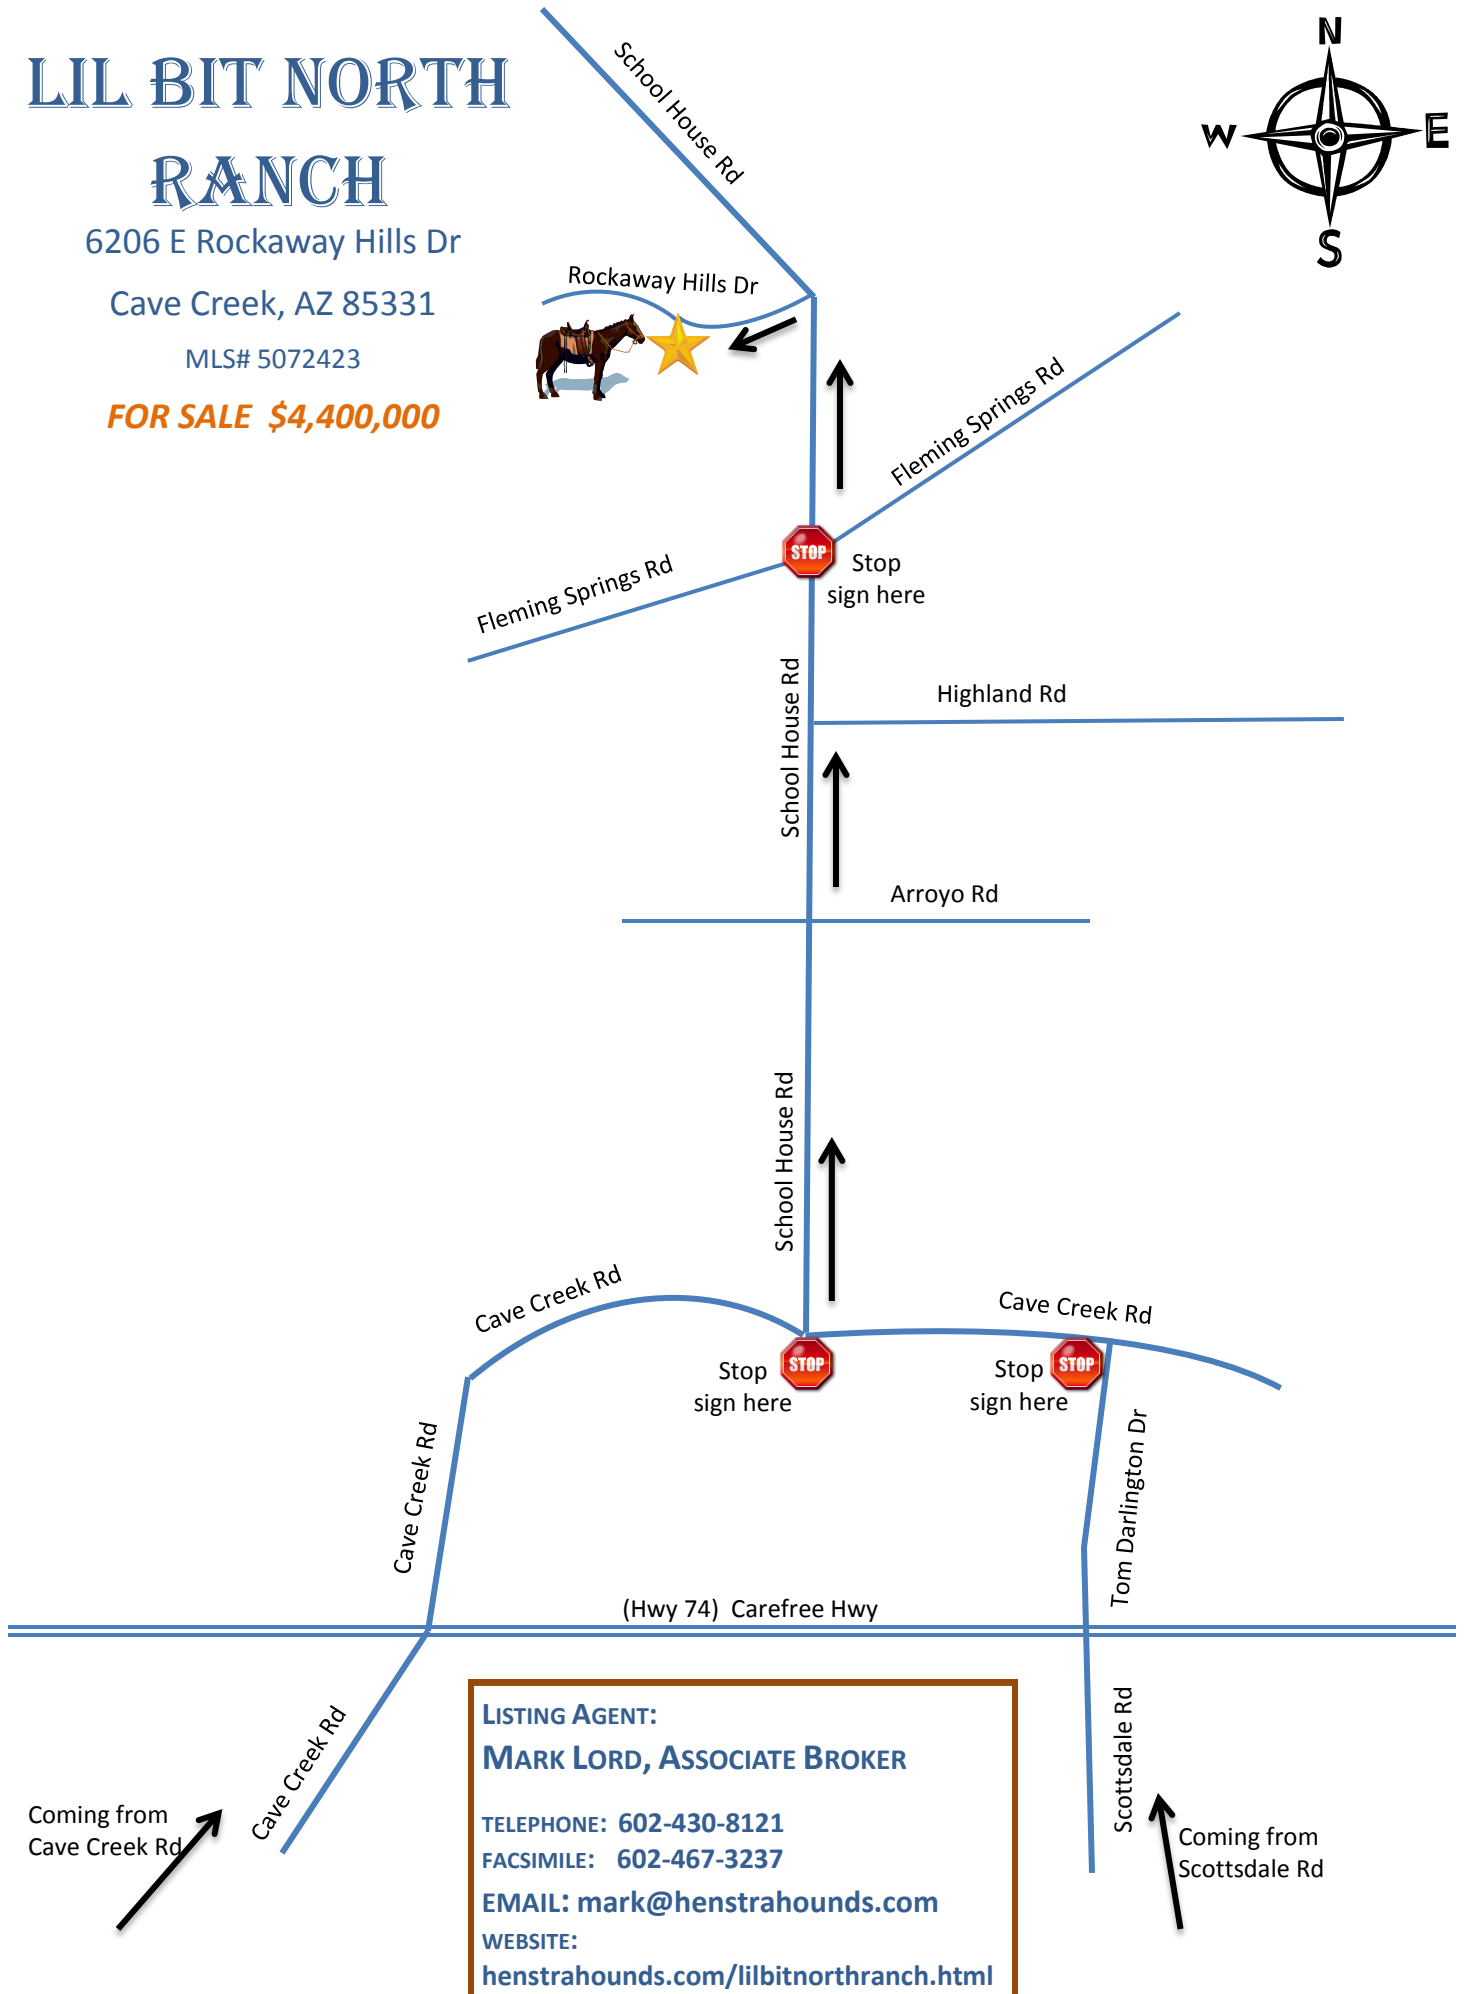 LIL BIT NORTH
RANCH
6206 E Rockaway Hills Dr
Cave Creek, AZ 85331
MLS# 5072423
FOR SALE $4,400,000
N
W
E
S
School House Rd
Rockaway Hills Dr
Fleming Springs Rd
STOP
Stop
sign here
Fleming Springs Rd
School House Rd
Highland Rd
Arroyo Rd
School House Rd
Cave Creek Rd
Cave Creek Rd
STOP
Stop
sign here
STOP
Stop
sign here
Cave Creek Rd
Tom Darlington Dr
(Hwy 74) Carefree Hwy
Cave Creek Rd
Scottsdale Rd
Coming from
Cave Creek Rd
Coming from
Scottsdale Rd
LISTING AGENT:
MARK LORD, ASSOCIATE BROKER
TELEPHONE: 602-430-8121
FACSIMILE: 602-467-3237
EMAIL: mark@henstrahounds.com
WEBSITE:
henstrahounds.com/lilbitnorthranch.html